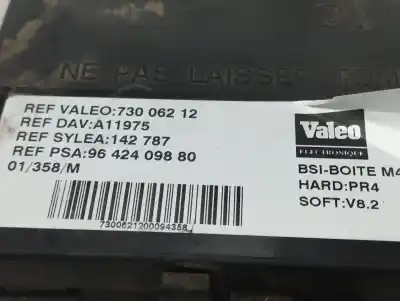 NE PAS LAISSER
REF VALEO:730 062 12
REF DAV:A11975
REF SYLEA:142 787
REF PSA:96 424 098 80
01/358/M
Valeo
ELECTRONIQUE
BSI-BOITE M4
HARD:PR4
SOFT:V8.2
7300621200094358